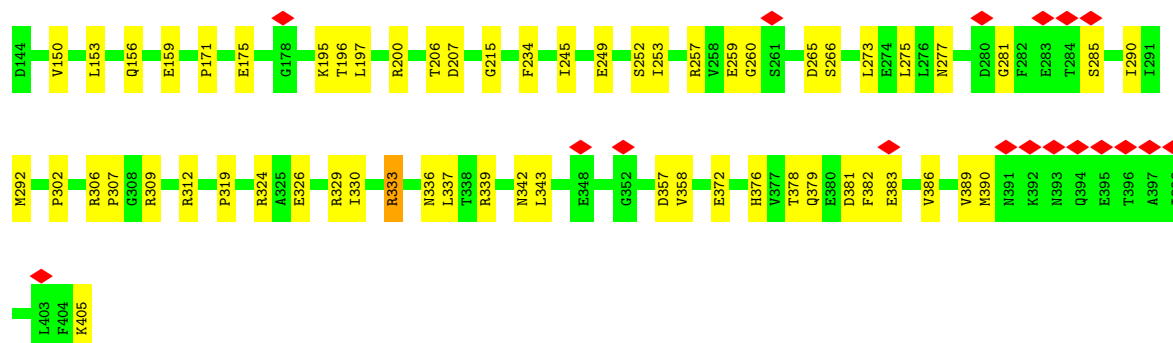 D144 V150 L153 Q156 E159 P171 E175 G178 K195 T196 L197 R200 T206 D207 G215 F234 I245 E249 S252 I253 R257 V258 E259 G260 S261 D265 S266 L273 E274 L275 L276 N277 D280 G281 F282 E283 T284 S285 I290 I291
M292 P302 R306 P307 G308 R309 R312 P319 R324 A325 E326 R329 I330 R333 N336 L337 T338 R339 N342 L343 E348 G352 D357 V358 E372 H376 V377 T378 Q379 E380 D381 F382 E383 V386 V389 M390 N391 K392 N393 Q394 E395 T396 A397
L403 F404 K405